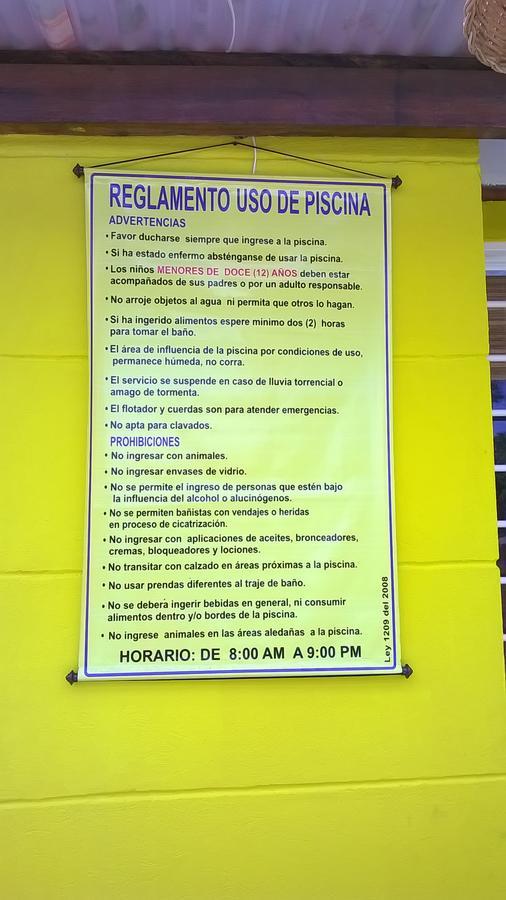 REGLAMENTO USO DE PISCINA
ADVERTENCIAS
• Favor ducharse siempre que ingrese a la piscina.
• Si ha estado enfermo absténganse de usar la piscina.
• Los niños MENORES DE DOCE (12) AÑOS deben estar
acompañados de sus padres o por un adulto responsable.
• No arroje objetos al agua ni permita que otros lo hagan.
• Si ha ingerido alimentos espere minimo dos (2) horas
para tomar el baño.
• El área de influencia de la piscina por condiciones de uso,
permanece húmeda, no corra.
• El servicio se suspende en caso de lluvia torrencial o
amago de tormenta.
• El flotador y cuerdas son para atender emergencias.
• No apta para clavados.
PROHIBICIONES
• No ingresar con animales.
• No ingresar envases de vidrio.
• No se permite el ingreso de personas que estén bajo
la influencia del alcohol o alucinógenos.
• No se permiten bañistas con vendajes o heridas
en proceso de cicatrización.
• No ingresar con aplicaciones de aceites, bronceadores,
cremas, bloqueadores y lociones.
• No transitar con calzado en áreas próximas a la piscina.
• No usar prendas diferentes al traje de baño.
• No se deberá ingerir bebidas en general, ni consumir
alimentos dentro y/o bordes de la piscina.
• No ingrese animales en las áreas aledañas a la piscina.
HORARIO: DE 8:00 AM A 9:00 PM
Ley 1209 del 2008